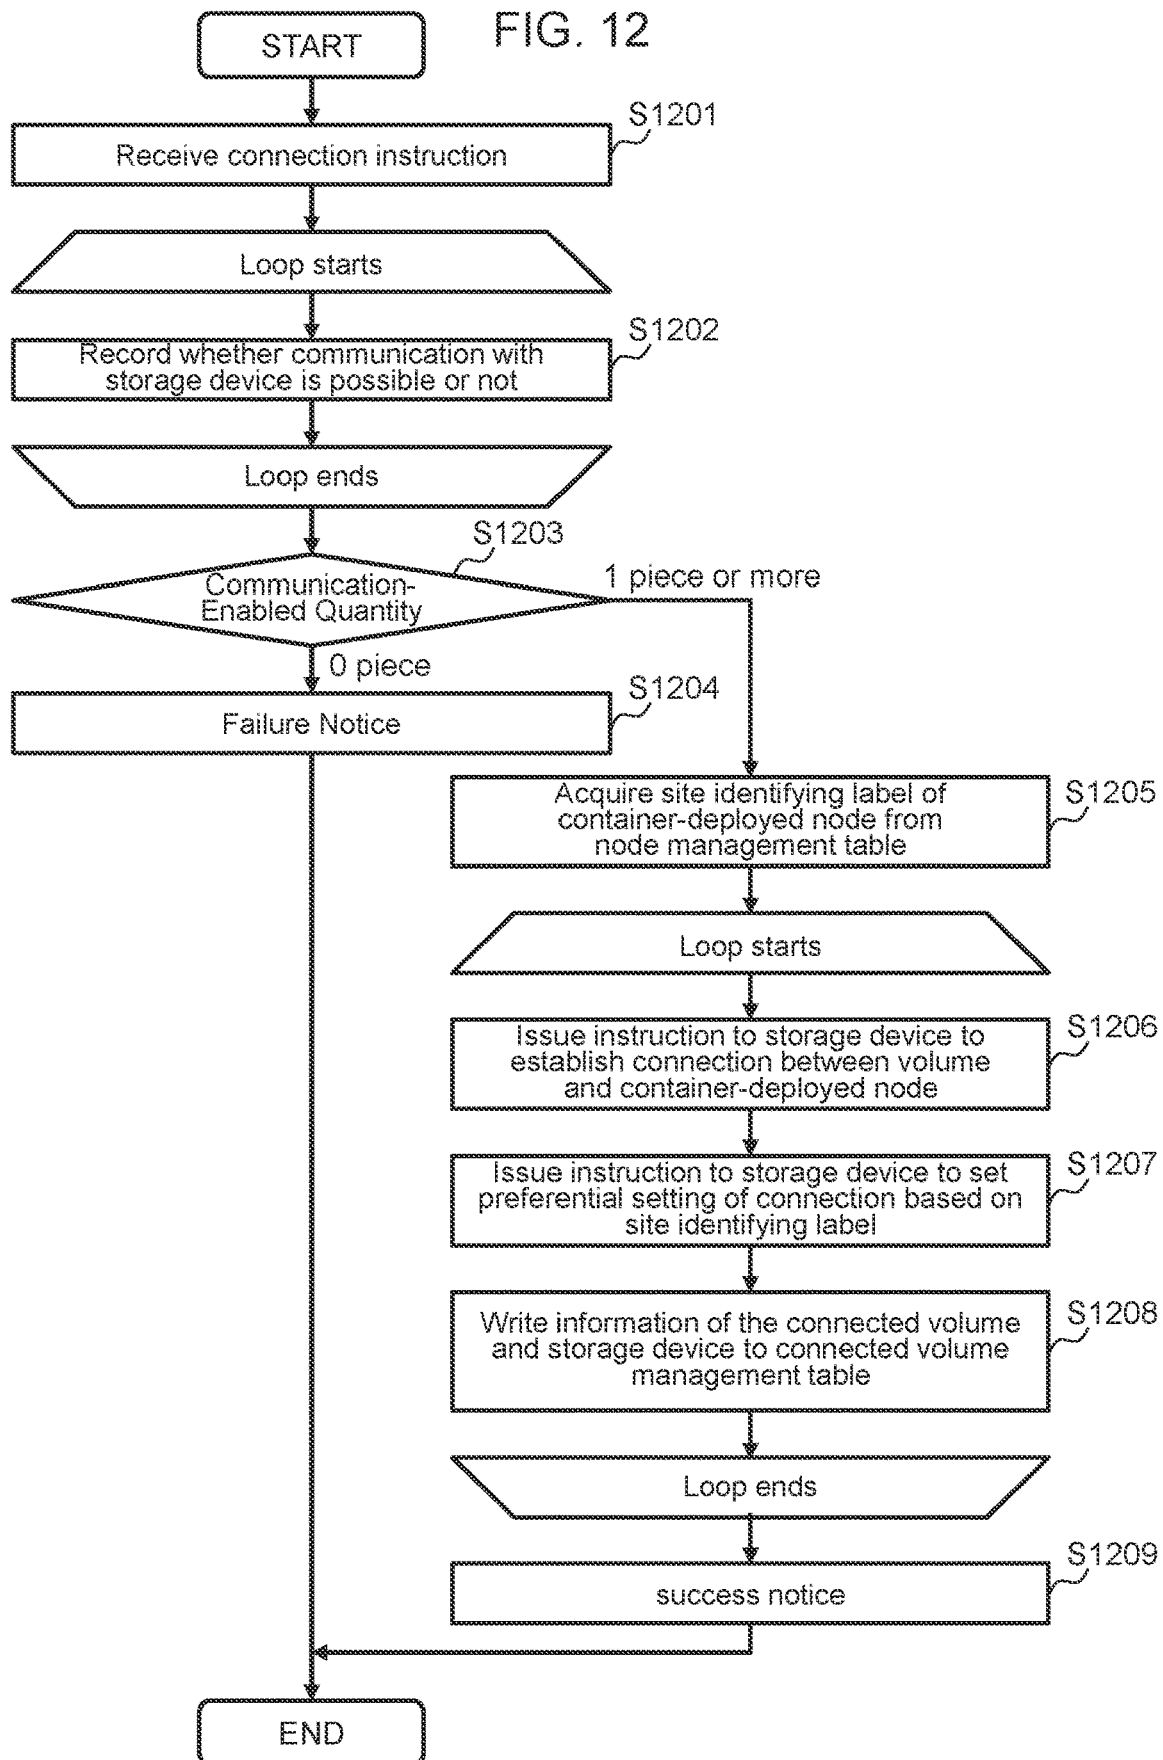 FIG. 12
START
S1201
Receive connection instruction
Loop starts
S1202
Record whether communication with
storage device is possible or not
Loop ends
S1203
Communication-
Enabled Quantity
1 piece or more
0 piece
S1204
Failure Notice
S1205
Acquire site identifying label of
container-deployed node from
node management table
Loop starts
S1206
Issue instruction to storage device to
establish connection between volume
and container-deployed node
S1207
Issue instruction to storage device to set
preferential setting of connection based on
site identifying label
S1208
Write information of the connected volume
and storage device to connected volume
management table
Loop ends
S1209
success notice
END